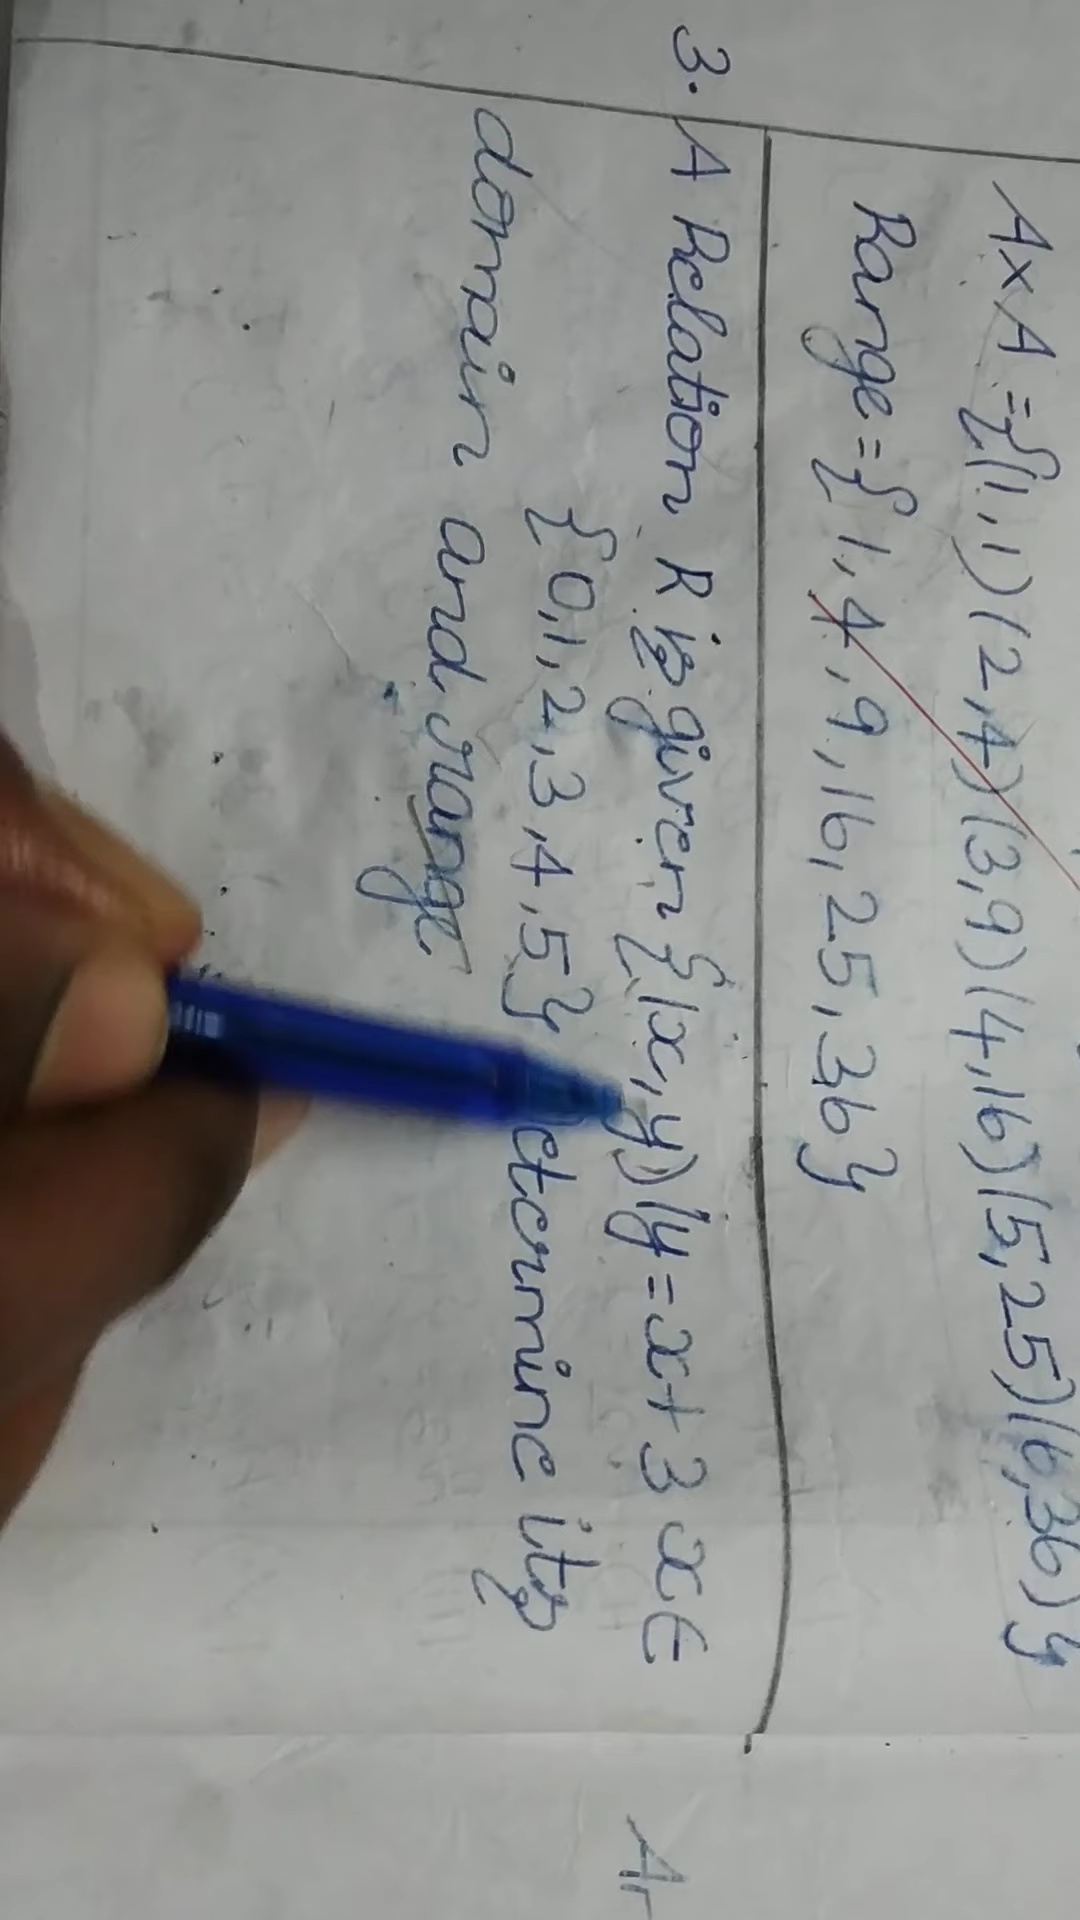 A×A={(1,1)(2,4)(3,9)(4,16)(5,25)(6,36)}
Range={1,4,9,16,25,36}
3. A Relation R is given {(x,y)/y=x+3 x∈
{0,1,2,3,4,5} etermine its
domain and range